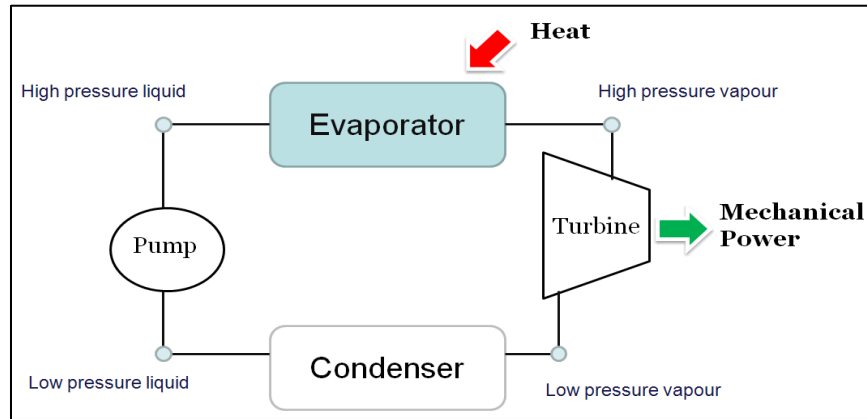 Heat
High pressure liquid
High pressure vapour
Evaporator
Pump
Turbine
Mechanical
Power
Condenser
Low pressure liquid
Low pressure vapour